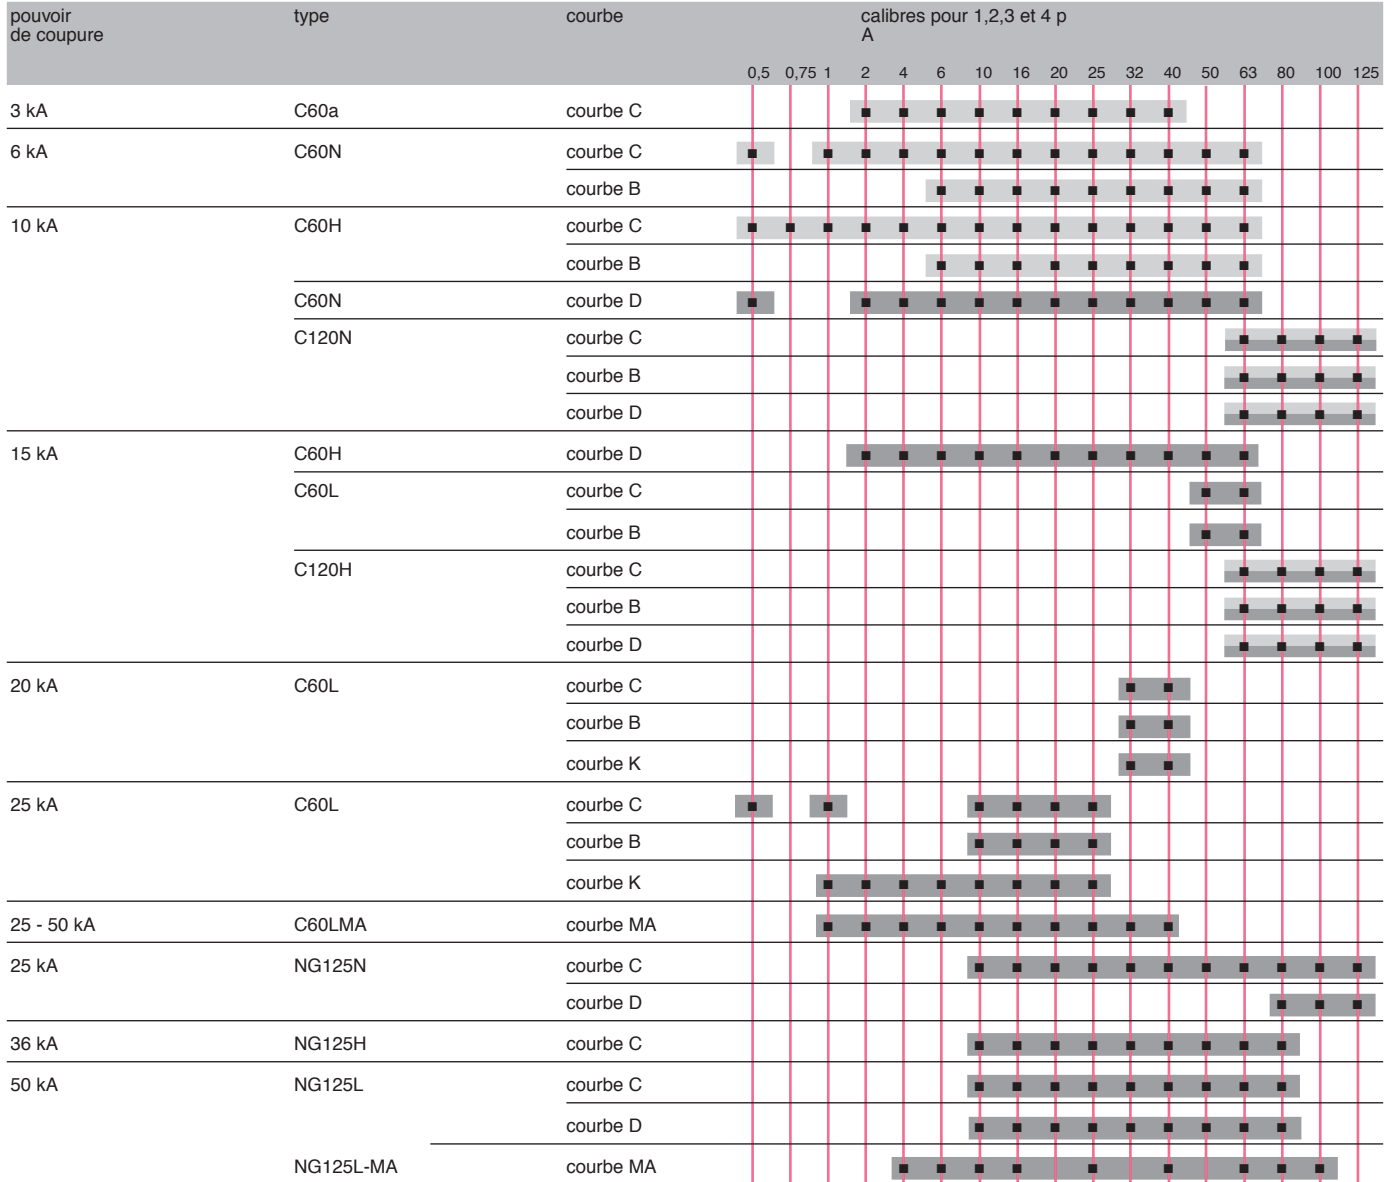 pouvoir
de coupure
type
courbe
calibres pour 1,2,3 et 4 p
A
0,5 0,75 1 2 4 6 10 16 20 25 32 40 50 63 80 100 125
3 kA C60a courbe C
6 kA C60N courbe C
courbe B
10 kA C60H courbe C
courbe B
C60N courbe D
C120N courbe C
courbe B
courbe D
15 kA C60H courbe D
C60L courbe C
courbe B
C120H courbe C
courbe B
courbe D
20 kA C60L courbe C
courbe B
courbe K
25 kA C60L courbe C
courbe B
courbe K
25 - 50 kA C60LMA courbe MA
25 kA NG125N courbe C
courbe D
36 kA NG125H courbe C
50 kA NG125L courbe C
courbe D
NG125L-MA courbe MA